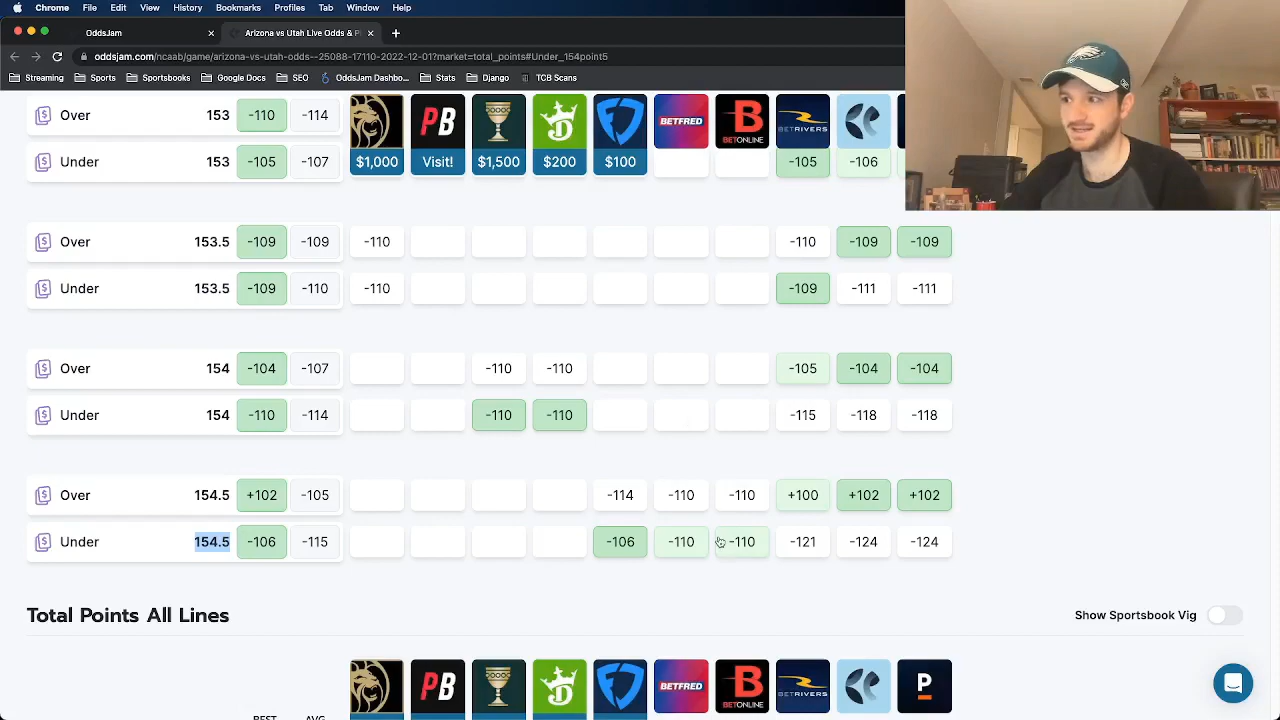 Chrome File Edit View History Bookmarks Profiles Tab Window Help
OddsJam × Arizona vs Utah Live Odds & P × +
oddsjam.com/ncaab/game/arizona-vs-utah-odds--25088-17110-2022-12-01?market=total_points#Under_154point5
Streaming Sports Sportsbooks Google Docs SEO OddsJam Dashbo... Stats Django TCB Scans
Over 153 -110 -114 PB BETFRED B BETONLINE BETRIVERS
Under 153 -105 -107 $1,000 Visit! $1,500 $200 $100 -105 -106
Over 153.5 -109 -109 -110 -110 -109 -109
Under 153.5 -109 -110 -110 -109 -111 -111
Over 154 -104 -107 -110 -110 -105 -104 -104
Under 154 -110 -114 -110 -110 -115 -118 -118
Over 154.5 +102 -105 -114 -110 -110 +100 +102 +102
Under 154.5 -106 -115 -106 -110 -110 -121 -124 -124
Total Points All Lines Show Sportsbook Vig
PB BETFRED B BETONLINE BETRIVERS P
BEST AVG